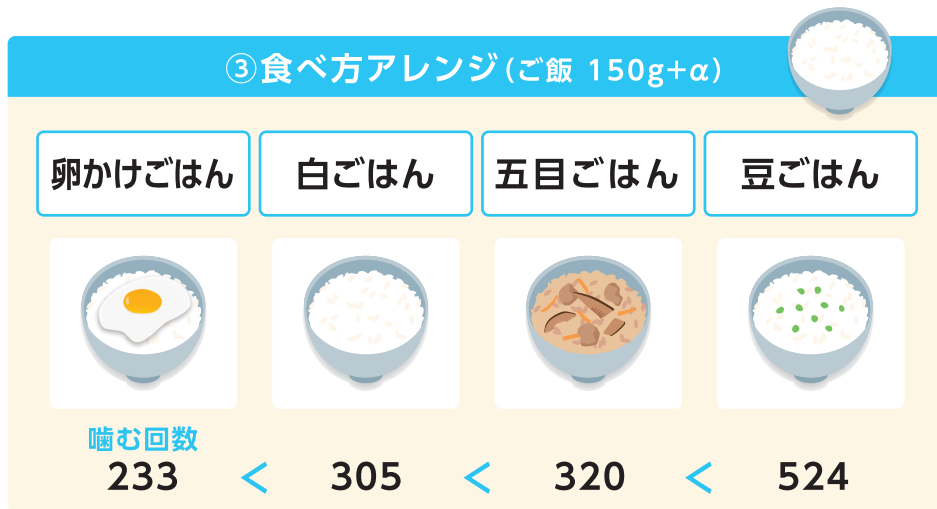 ③食べ方アレンジ(ご飯 150g+α)
卵かけごはん 白ごはん 五目ごはん 豆ごはん
噛む回数
233 < 305 < 320 < 524